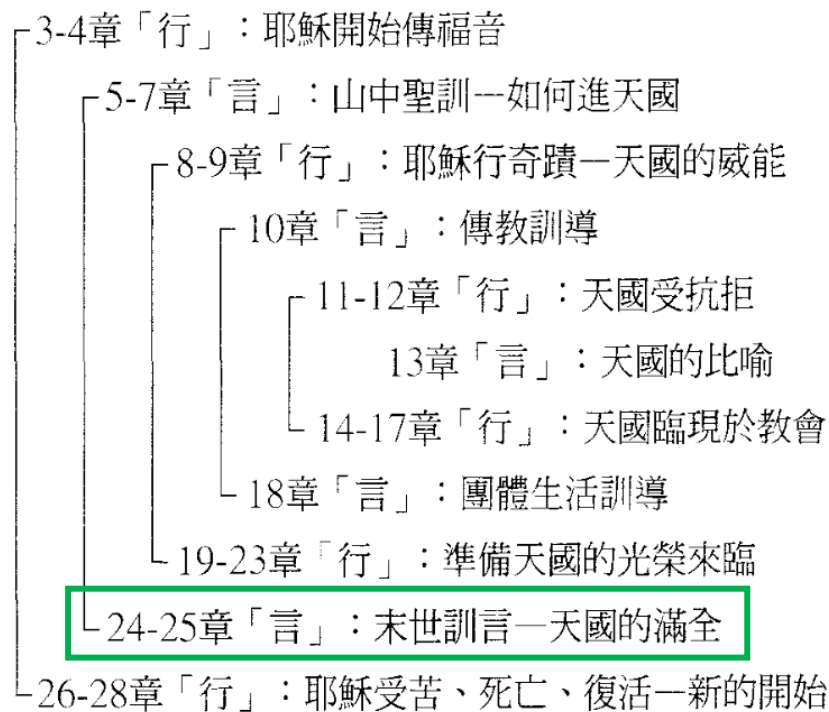 3-4章「行」：耶穌開始傳福音
5-7章「言」：山中聖訓—如何進天國
8-9章「行」：耶穌行奇蹟—天國的威能
10章「言」：傳教訓導
11-12章「行」：天國受抗拒
13章「言」：天國的比喻
14-17章「行」：天國臨現於教會
18章「言」：團體生活訓導
19-23章「行」：準備天國的光榮來臨
24-25章「言」：末世訓言—天國的滿全
26-28章「行」：耶穌受苦、死亡、復活—新的開始